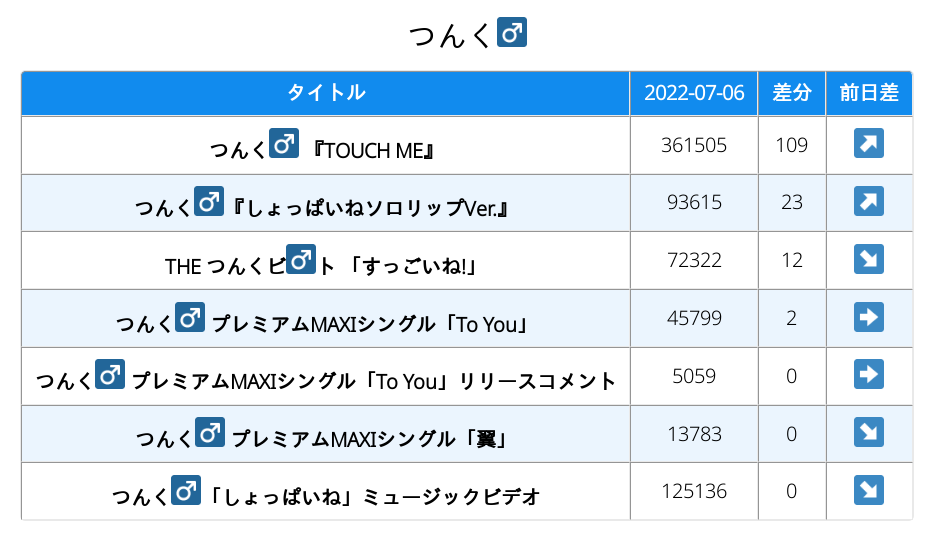 つんく♂
タイトル 2022-07-06 差分 前日差
つんく♂ 『TOUCH ME』 361505 109 ↗
つんく♂『しょっぱいねソロリップVer.』 93615 23 ↗
THE つんくビ♂ト 「すっごいね!」 72322 12 ↘
つんく♂ プレミアムMAXIシングル「To You」 45799 2 ➡
つんく♂ プレミアムMAXIシングル「To You」リリースコメント 5059 0 ➡
つんく♂ プレミアムMAXIシングル「翼」 13783 0 ↘
つんく♂「しょっぱいね」ミュージックビデオ 125136 0 ↘